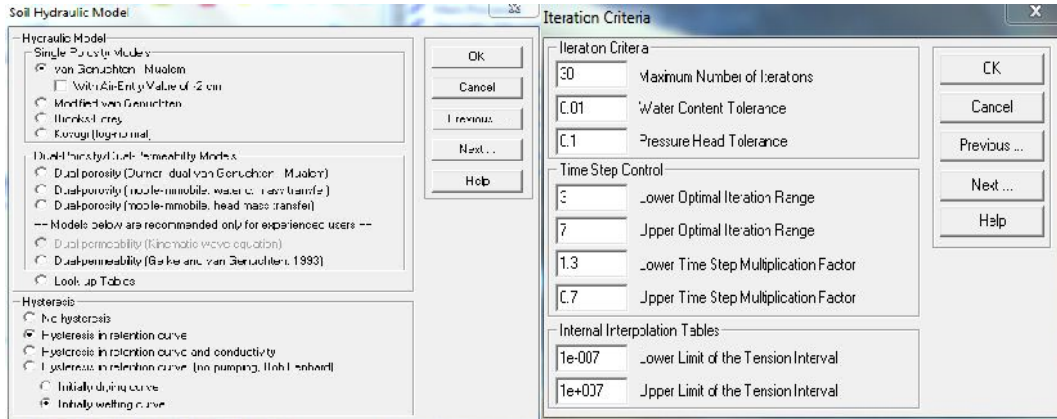 Soil Hydraulic Model
Hydraulic Model
Single Porosity Models
van Genuchten - Mualem
With Air-Entry Value of -2 cm
Modified van Genuchten
Brooks-Corey
Kosugi (log-normal)
Dual-Porosity/Dual-Permeability Models
Dual-porosity (Durner, dual van Genuchten - Mualem)
Dual-porosity (mobile-immobile, water c. mass transfer)
Dual-porosity (mobile-immobile, head mass transfer)
--- Models below are recommended only for experienced users ---
Dual-permeability (Kinematic wave equation)
Dual-permeability (Gerke and van Genuchten, 1993)
Look-up Tables
Hysteresis
No hysteresis
Hysteresis in retention curve
Hysteresis in retention curve and conductivity
Hysteresis in retention curve (no pumping, Bob Lenhard)
Initially drying curve
Initially wetting curve
OK
Cancel
Previous ...
Next ...
Help
Iteration Criteria
X
Iteration Criteria
30 Maximum Number of Iterations
0.01 Water Content Tolerance
0.1 Pressure Head Tolerance
Time Step Control
3 Lower Optimal Iteration Range
7 Upper Optimal Iteration Range
1.3 Lower Time Step Multiplication Factor
0.7 Upper Time Step Multiplication Factor
Internal Interpolation Tables
1e-007 Lower Limit of the Tension Interval
1e+007 Upper Limit of the Tension Interval
OK
Cancel
Previous ...
Next ...
Help